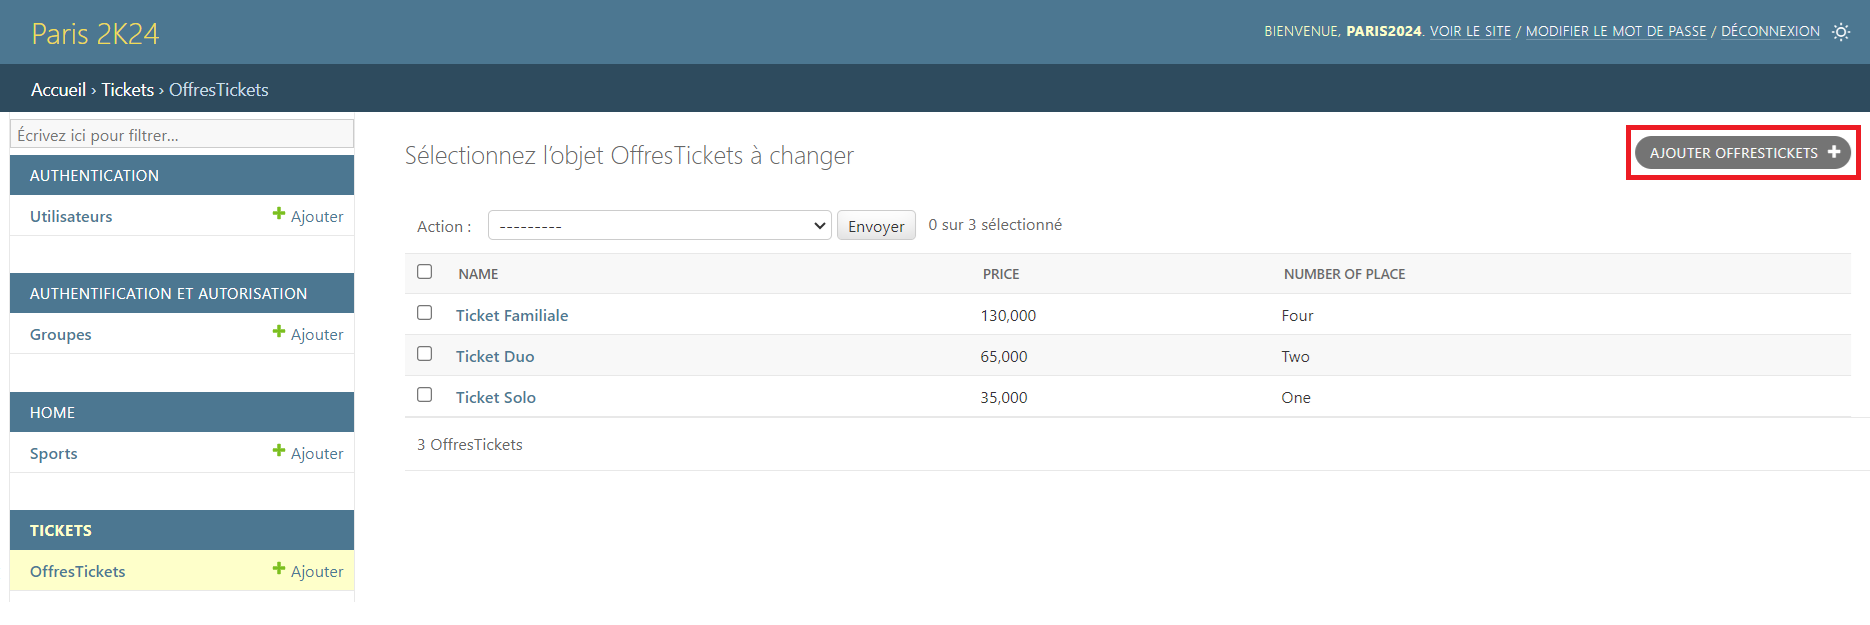 Paris 2K24
BIENVENUE, PARIS2024. VOIR LE SITE / MODIFIER LE MOT DE PASSE / DÉCONNEXION
Accueil › Tickets › OffresTickets
Écrivez ici pour filtrer...
AUTHENTICATION
Utilisateurs + Ajouter
AUTHENTIFICATION ET AUTORISATION
Groupes + Ajouter
HOME
Sports + Ajouter
TICKETS
OffresTickets + Ajouter
Sélectionnez l’objet OffresTickets à changer
AJOUTER OFFRESTICKETS +
Action : --------- Envoyer 0 sur 3 sélectionné
NAME PRICE NUMBER OF PLACE
Ticket Familiale 130,000 Four
Ticket Duo 65,000 Two
Ticket Solo 35,000 One
3 OffresTickets